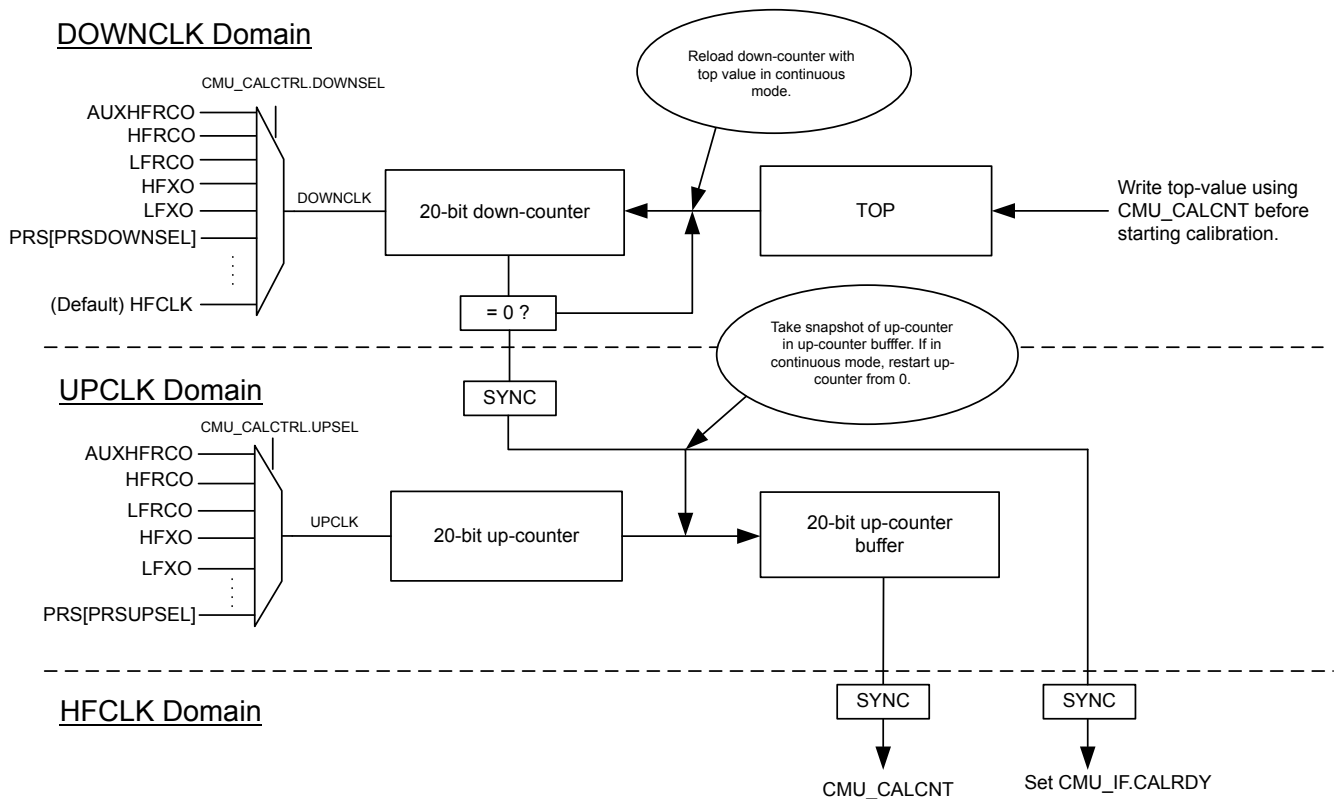 DOWNCLK Domain
CMU_CALCTRL.DOWNSEL
AUXHFRCO
HFRCO
LFRCO
HFXO
LFXO
PRS[PRSDOWNSEL]
(Default) HFCLK
DOWNCLK
20-bit down-counter
Reload down-counter with
top value in continuous
mode.
TOP
Write top-value using
CMU_CALCNT before
starting calibration.
= 0 ?
Take snapshot of up-counter
in up-counter bufffer. If in
continuous mode, restart up-
counter from 0.
UPCLK Domain
SYNC
CMU_CALCTRL.UPSEL
AUXHFRCO
HFRCO
LFRCO
HFXO
LFXO
PRS[PRSUPSEL]
UPCLK
20-bit up-counter
20-bit up-counter
buffer
HFCLK Domain
SYNC
SYNC
CMU_CALCNT
Set CMU_IF.CALRDY